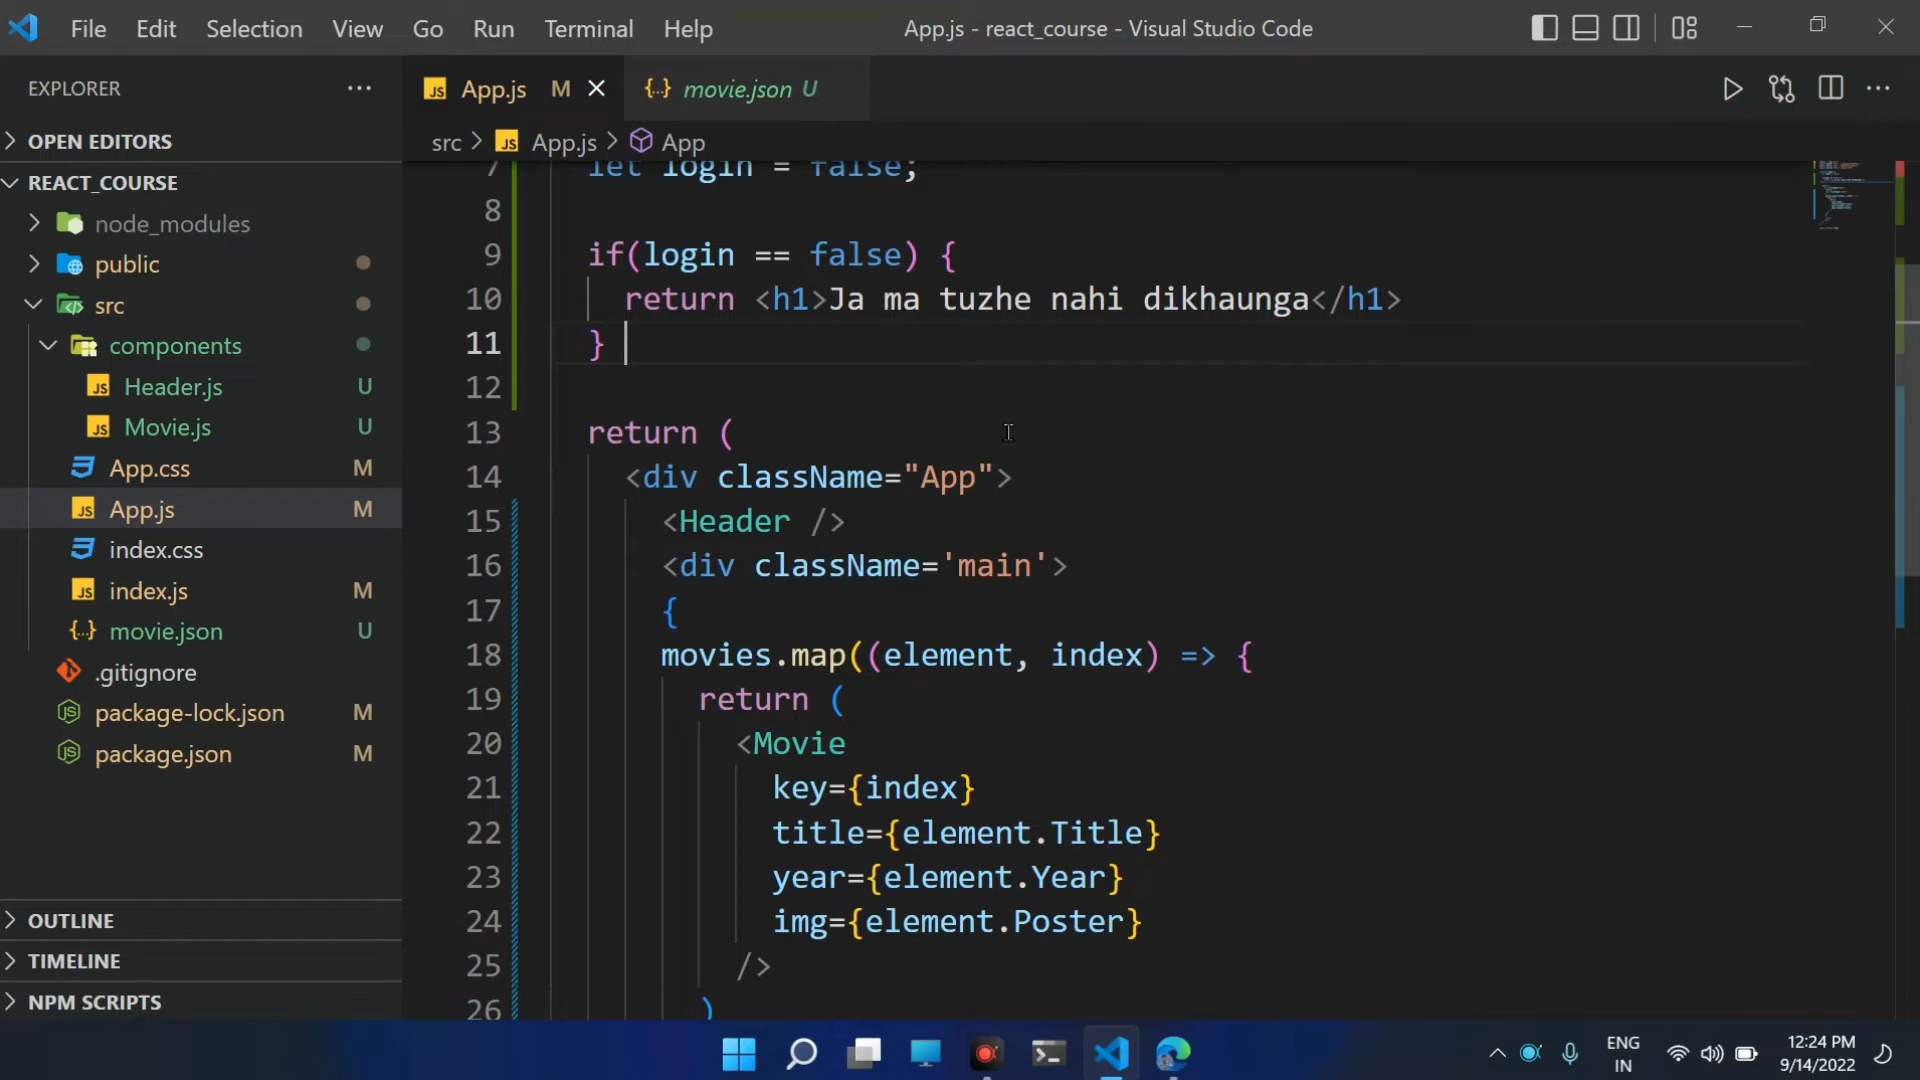 File Edit Selection View Go Run Terminal Help App.js - react_course - Visual Studio Code
EXPLORER
App.js M
movie.json U
OPEN EDITORS
src > App.js > App
REACT_COURSE
node_modules
public
src
components
Header.js U
Movie.js U
App.css M
App.js M
index.css
index.js M
movie.json U
.gitignore
package-lock.json M
package.json M
OUTLINE
TIMELINE
NPM SCRIPTS
7 let login = false;
8
9 if(login == false) {
10 return <h1>Ja ma tuzhe nahi dikhaunga</h1>
11 }
12
13 return (
14 <div className="App">
15 <Header />
16 <div className='main'>
17 {
18 movies.map((element, index) => {
19 return (
20 <Movie
21 key={index}
22 title={element.Title}
23 year={element.Year}
24 img={element.Poster}
25 />
26 )
ENG
IN
12:24 PM
9/14/2022